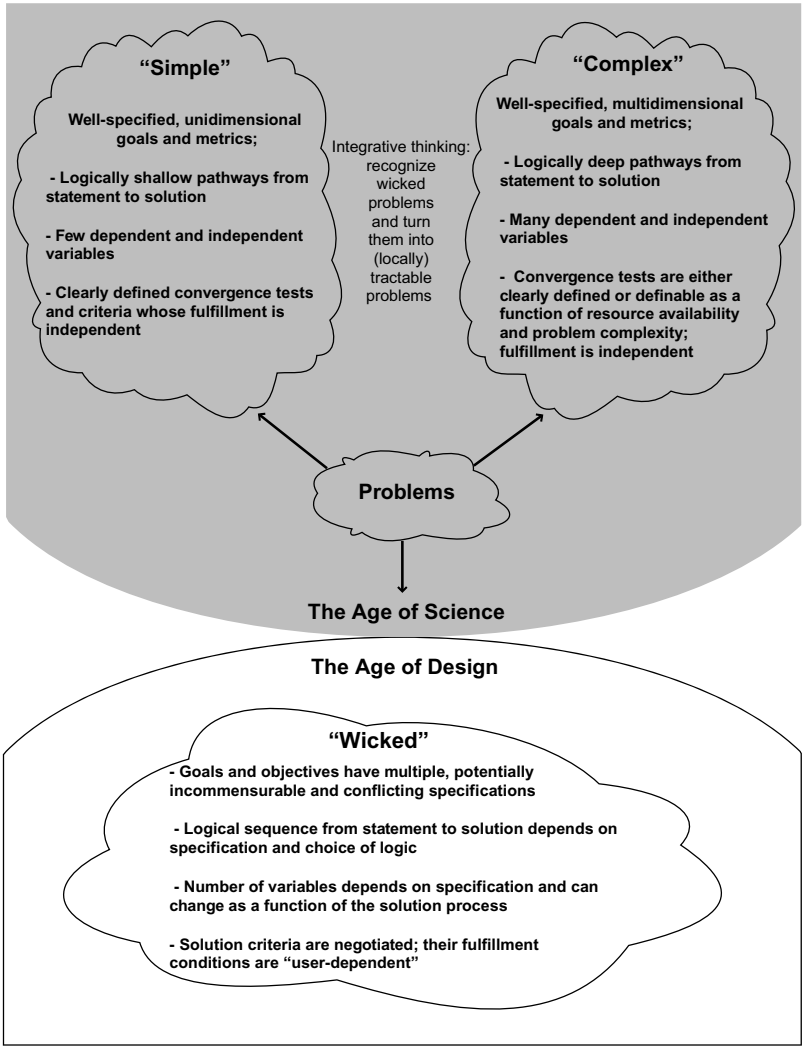 “Simple”
Well-specified, unidimensional
goals and metrics;
- Logically shallow pathways from
statement to solution
- Few dependent and independent
variables
- Clearly defined convergence tests
and criteria whose fulfillment is
independent
Integrative thinking:
recognize
wicked
problems
and turn
them into
(locally)
tractable
problems
“Complex”
Well-specified, multidimensional
goals and metrics;
- Logically deep pathways from
statement to solution
- Many dependent and independent
variables
- Convergence tests are either
clearly defined or definable as a
function of resource availability
and problem complexity;
fulfillment is independent
Problems
The Age of Science
The Age of Design
“Wicked”
- Goals and objectives have multiple, potentially
incommensurable and conflicting specifications
- Logical sequence from statement to solution depends on
specification and choice of logic
- Number of variables depends on specification and can
change as a function of the solution process
- Solution criteria are negotiated; their fulfillment
conditions are “user-dependent”